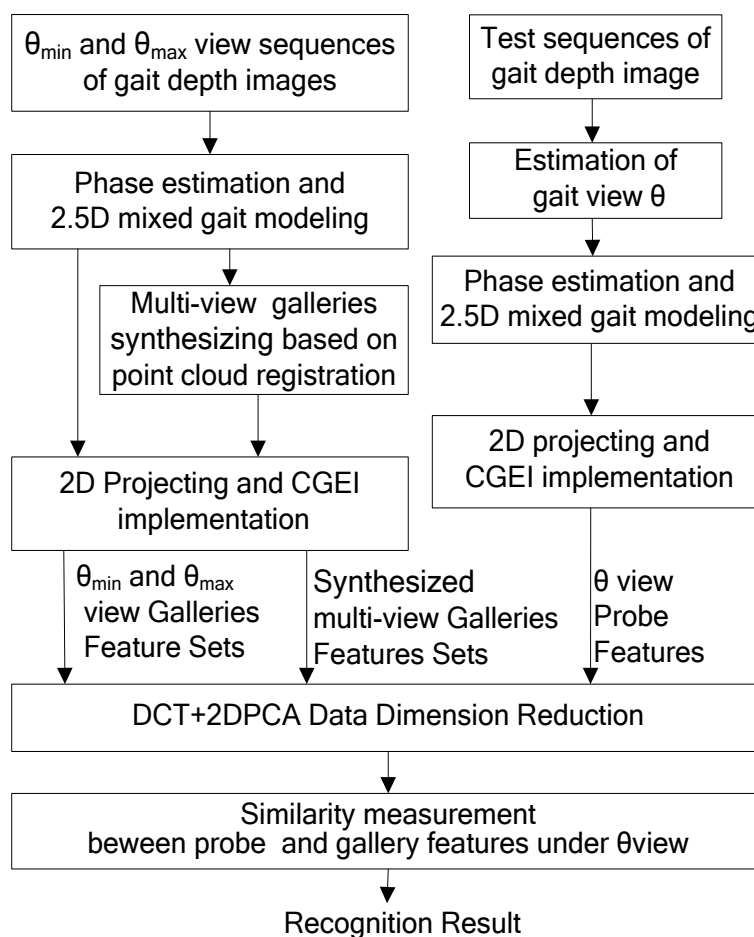 θmin and θmax view sequences
of gait depth images
Phase estimation and
2.5D mixed gait modeling
Multi-view galleries
synthesizing based on
point cloud registration
2D Projecting and CGEI
implementation
θmin and θmax
view Galleries
Feature Sets
Synthesized
multi-view Galleries
Features Sets
Test sequences of
gait depth image
Estimation of
gait view θ
Phase estimation and
2.5D mixed gait modeling
2D projecting and
CGEI implementation
θ view
Probe
Features
DCT+2DPCA Data Dimension Reduction
Similarity measurement
beween probe and gallery features under θview
Recognition Result